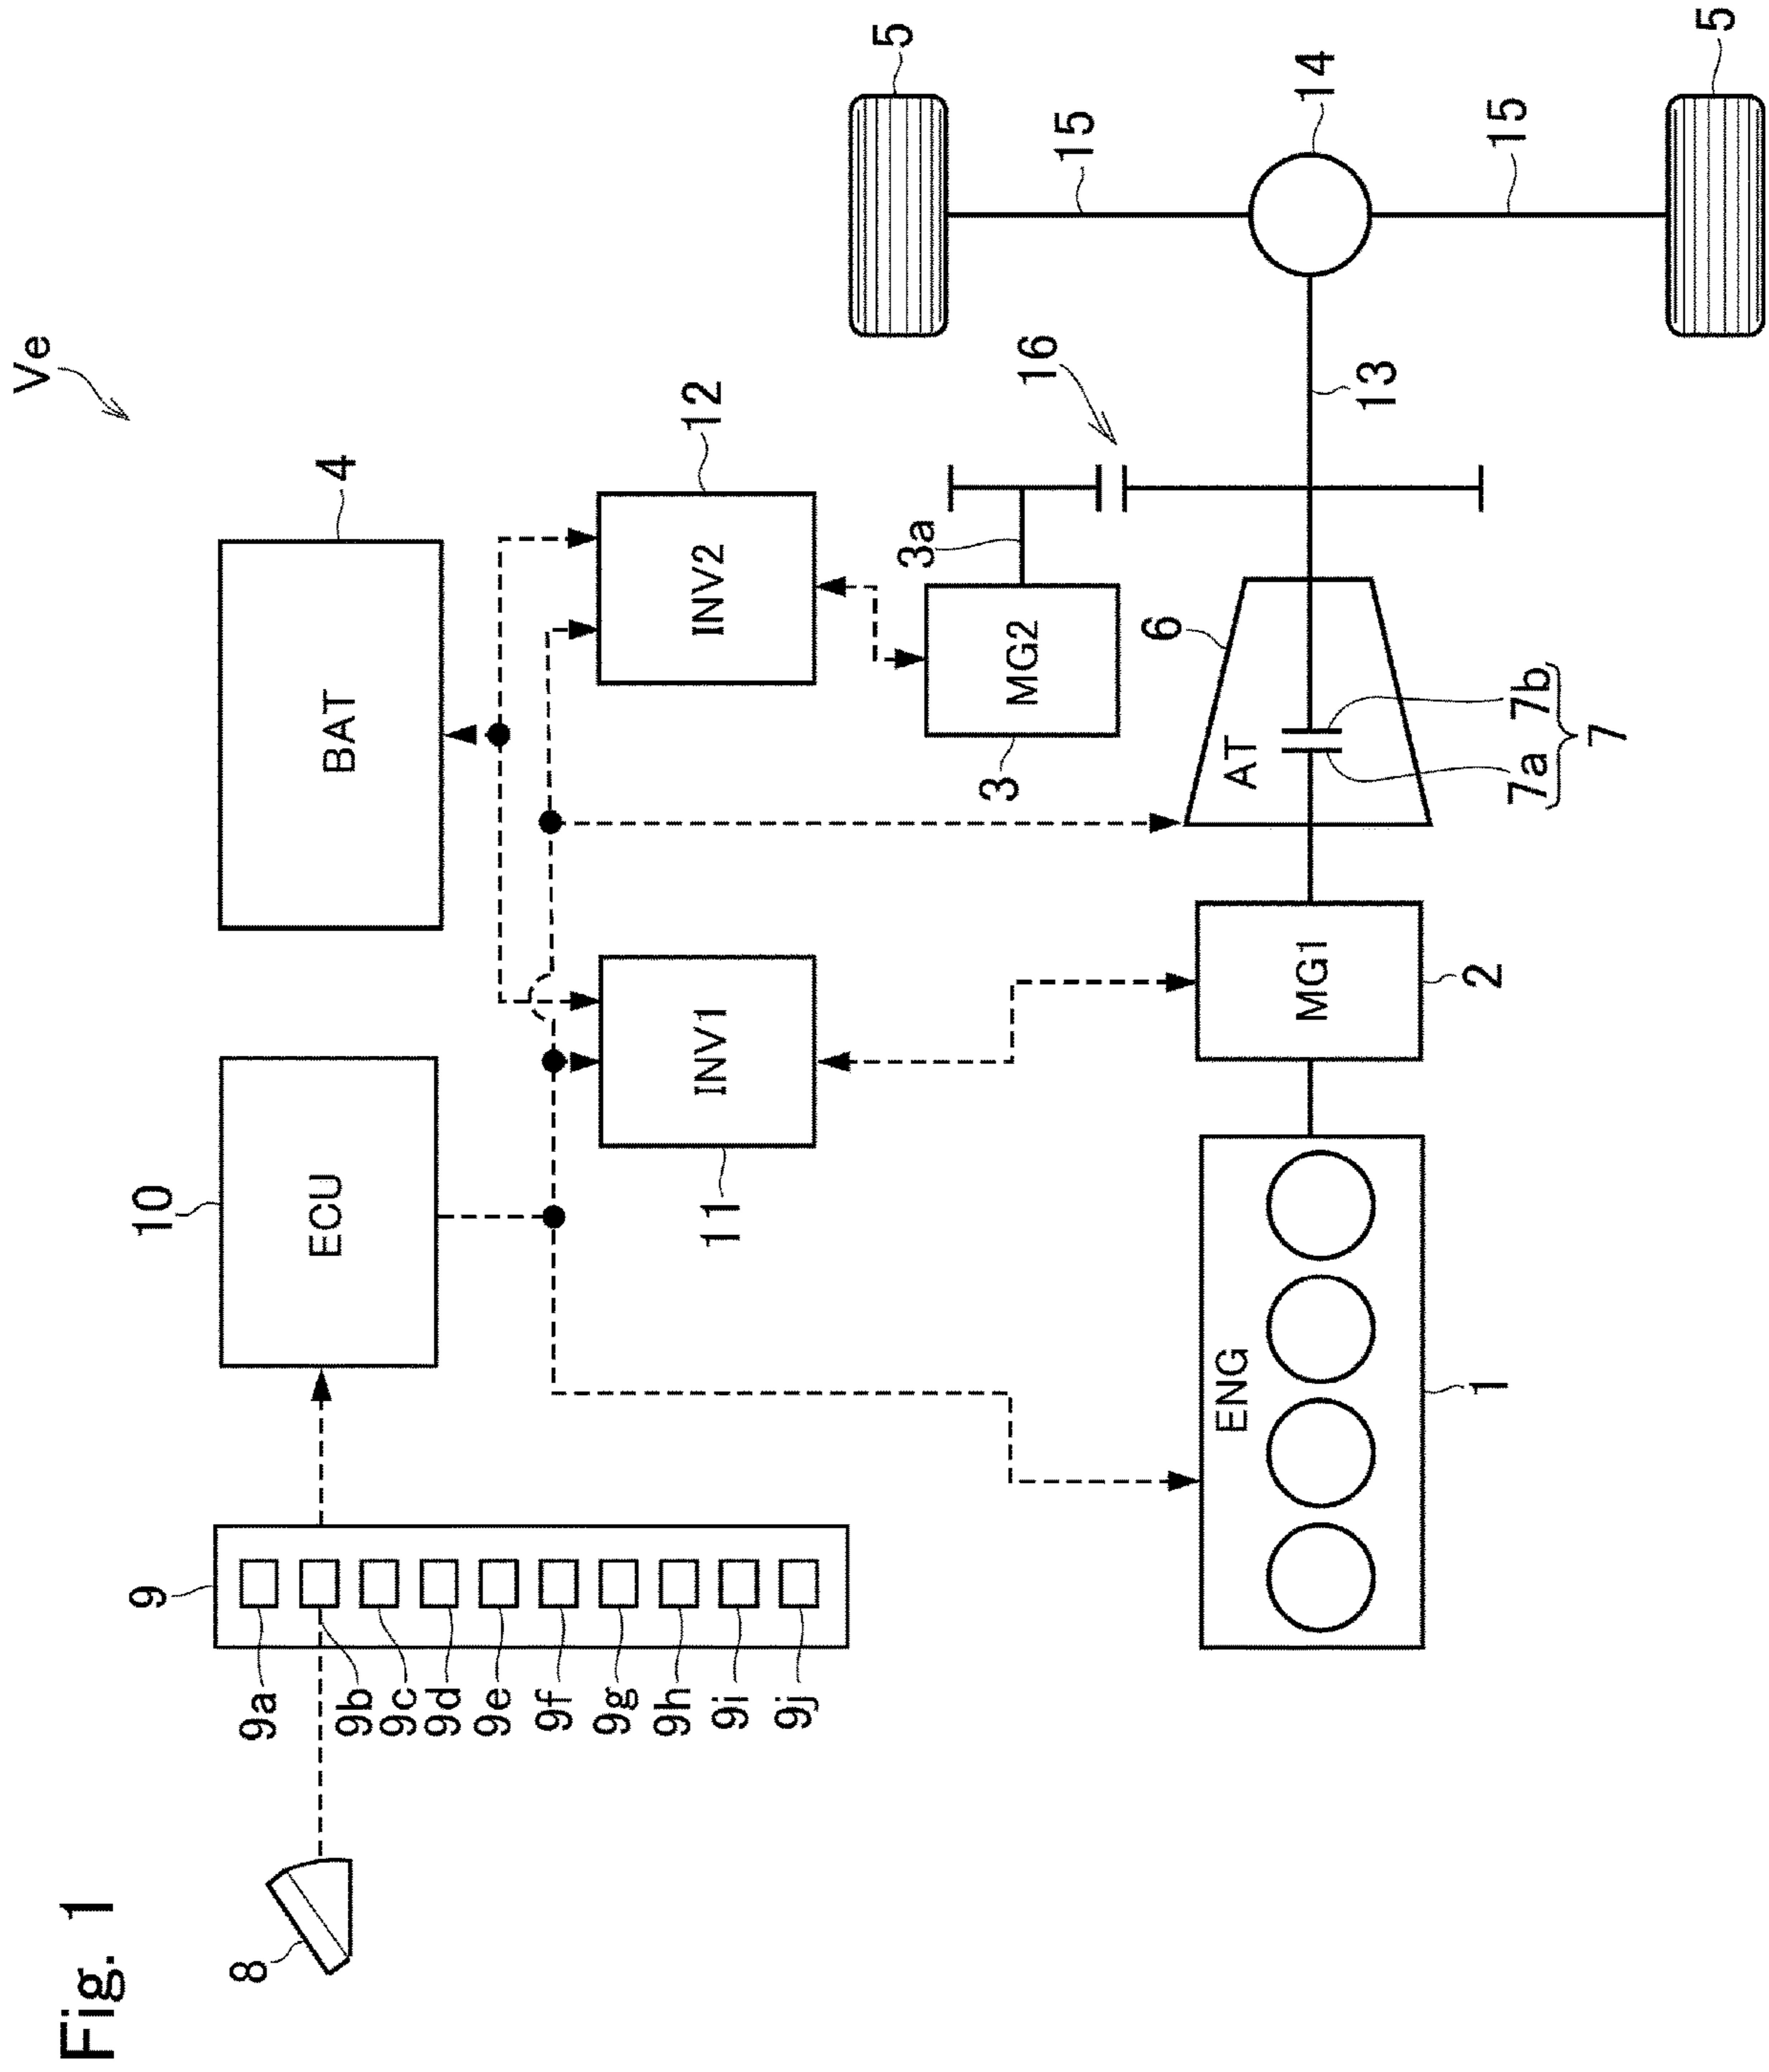 Fig. 1
Ve
8
9
9a
9b
9c
9d
9e
9f
9g
9h
9i
9j
10
ECU
4
BAT
11
INV1
12
INV2
3
MG2
3a
16
5
15
14
15
5
1
ENG
MG1
2
6
AT
7a
7b
7
13